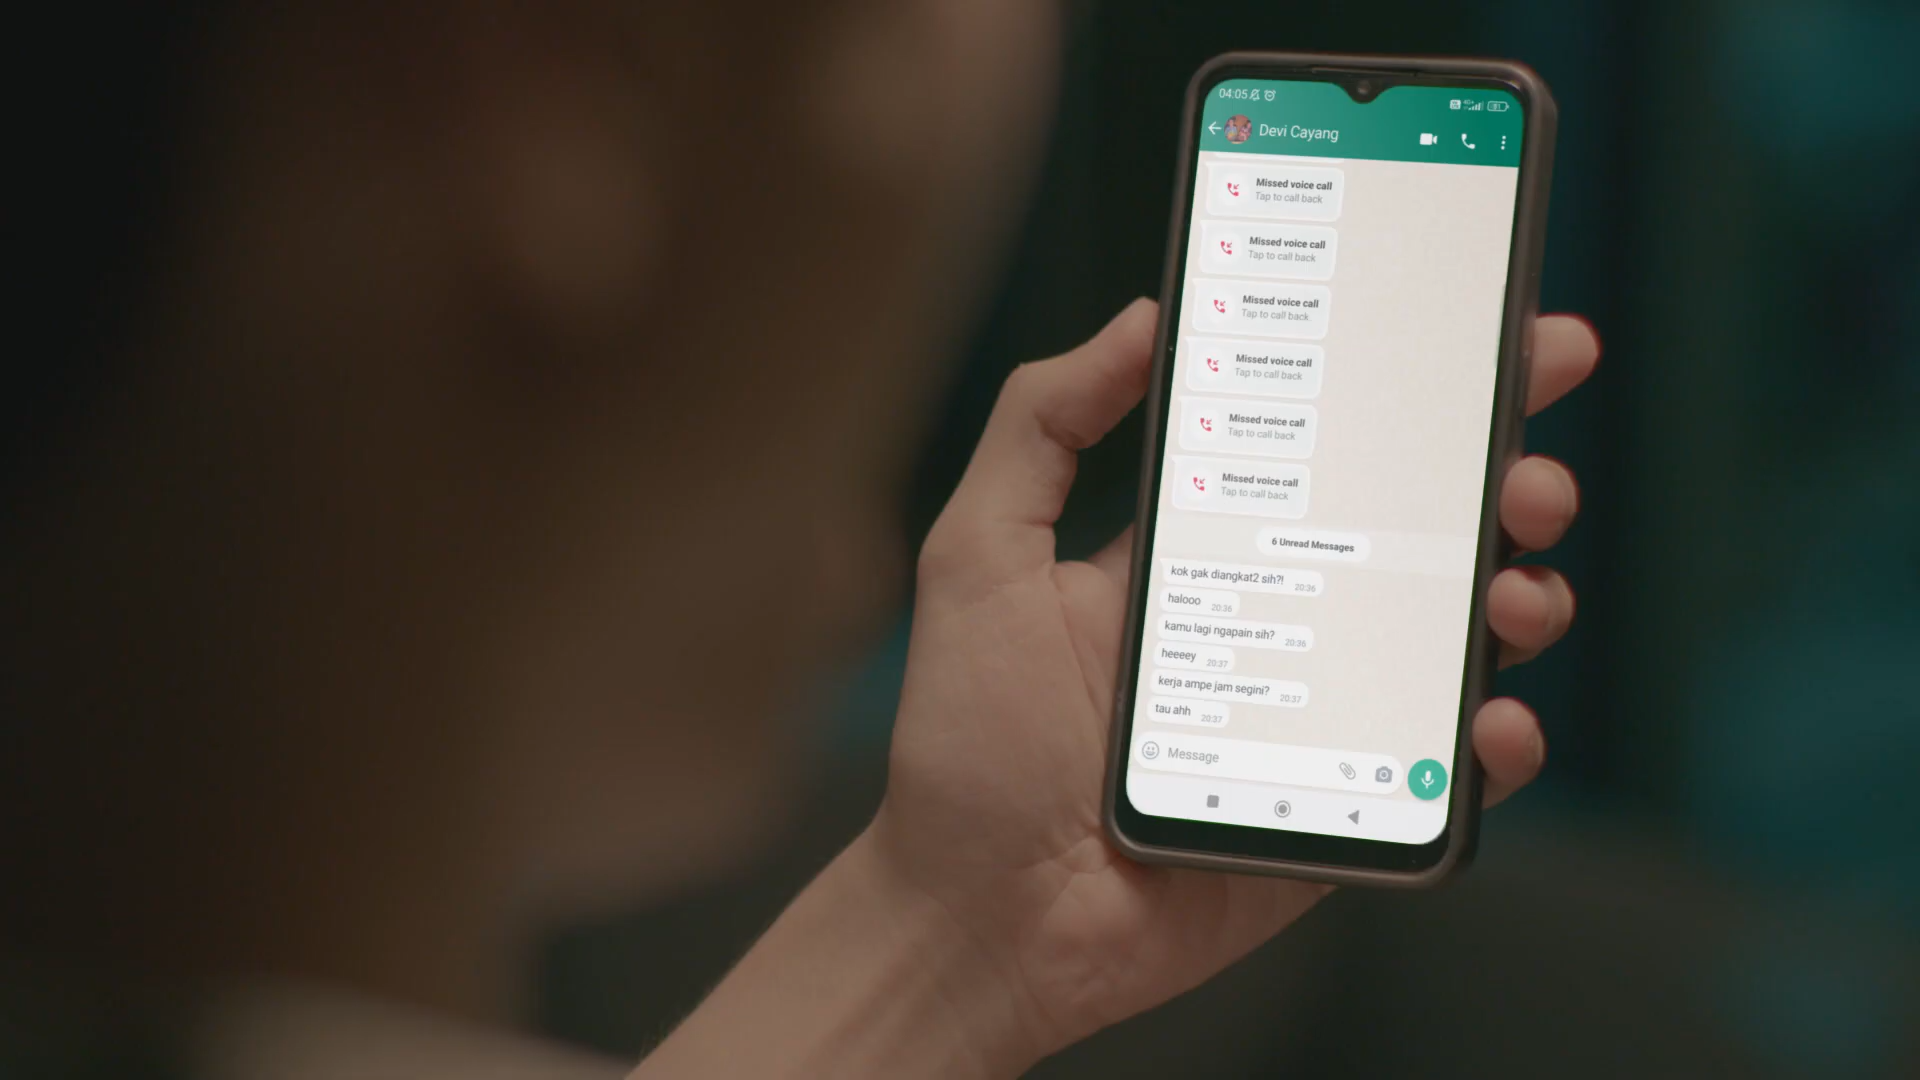 04:05
Devi Cayang
Missed voice call
Tap to call back
Missed voice call
Tap to call back
Missed voice call
Tap to call back
Missed voice call
Tap to call back
Missed voice call
Tap to call back
Missed voice call
Tap to call back
6 Unread Messages
kok gak diangkat2 sih?! 20:36
halooo 20:36
kamu lagi ngapain sih? 20:36
heeeey 20:37
kerja ampe jam segini? 20:37
tau ahh 20:37
Message